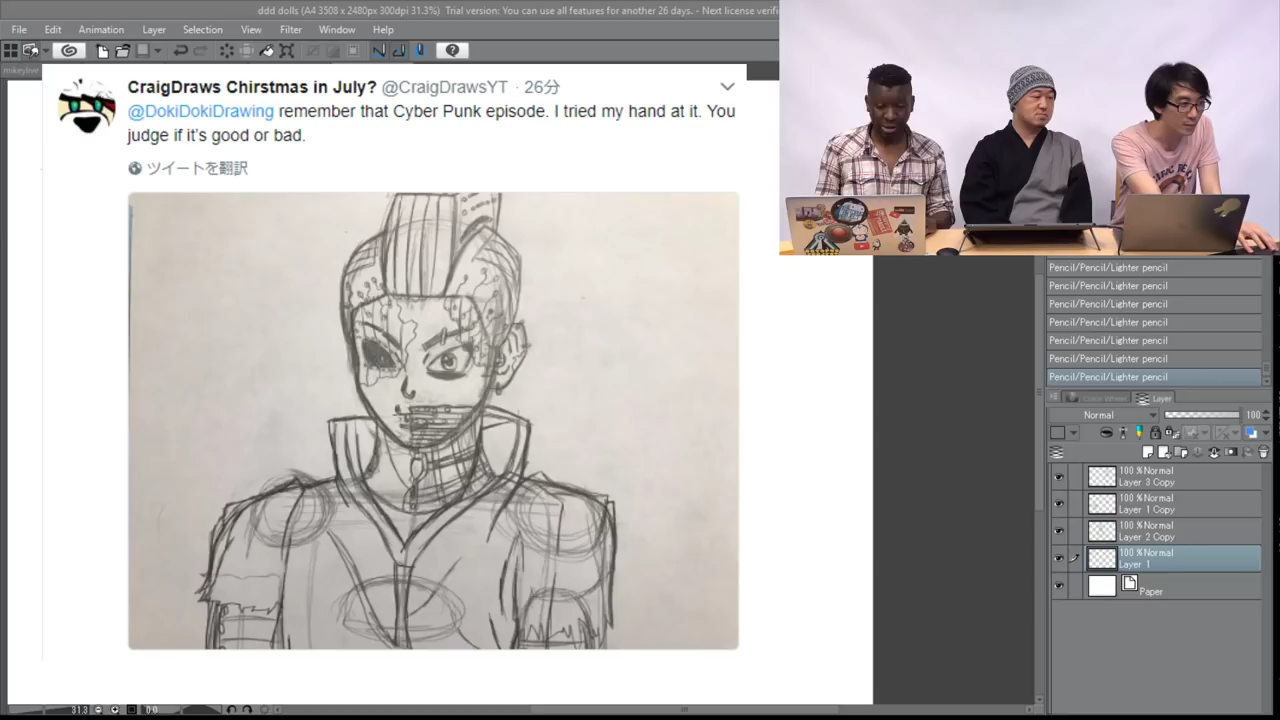 ddd dolls (A4 3508 x 2480px 300dpi 31.3%) Trial version: You can use all features for another 26 days. - Next license verifi
File Edit Animation Layer Selection View Filter Window Help
mikeylive
CraigDraws Chirstmas in July? @CraigDrawsYT · 26分
@DokiDokiDrawing remember that Cyber Punk episode. I tried my hand at it. You
judge if it's good or bad.
ツイートを翻訳
Pencil/Pencil/Lighter pencil
Pencil/Pencil/Lighter pencil
Pencil/Pencil/Lighter pencil
Pencil/Pencil/Lighter pencil
Pencil/Pencil/Lighter pencil
Pencil/Pencil/Lighter pencil
Pencil/Pencil/Lighter pencil
Color Wheel Layer
Normal 100
100 %Normal
Layer 3 Copy
100 %Normal
Layer 1 Copy
100 %Normal
Layer 2 Copy
100 %Normal
Layer 1
Paper
31.3 0.0